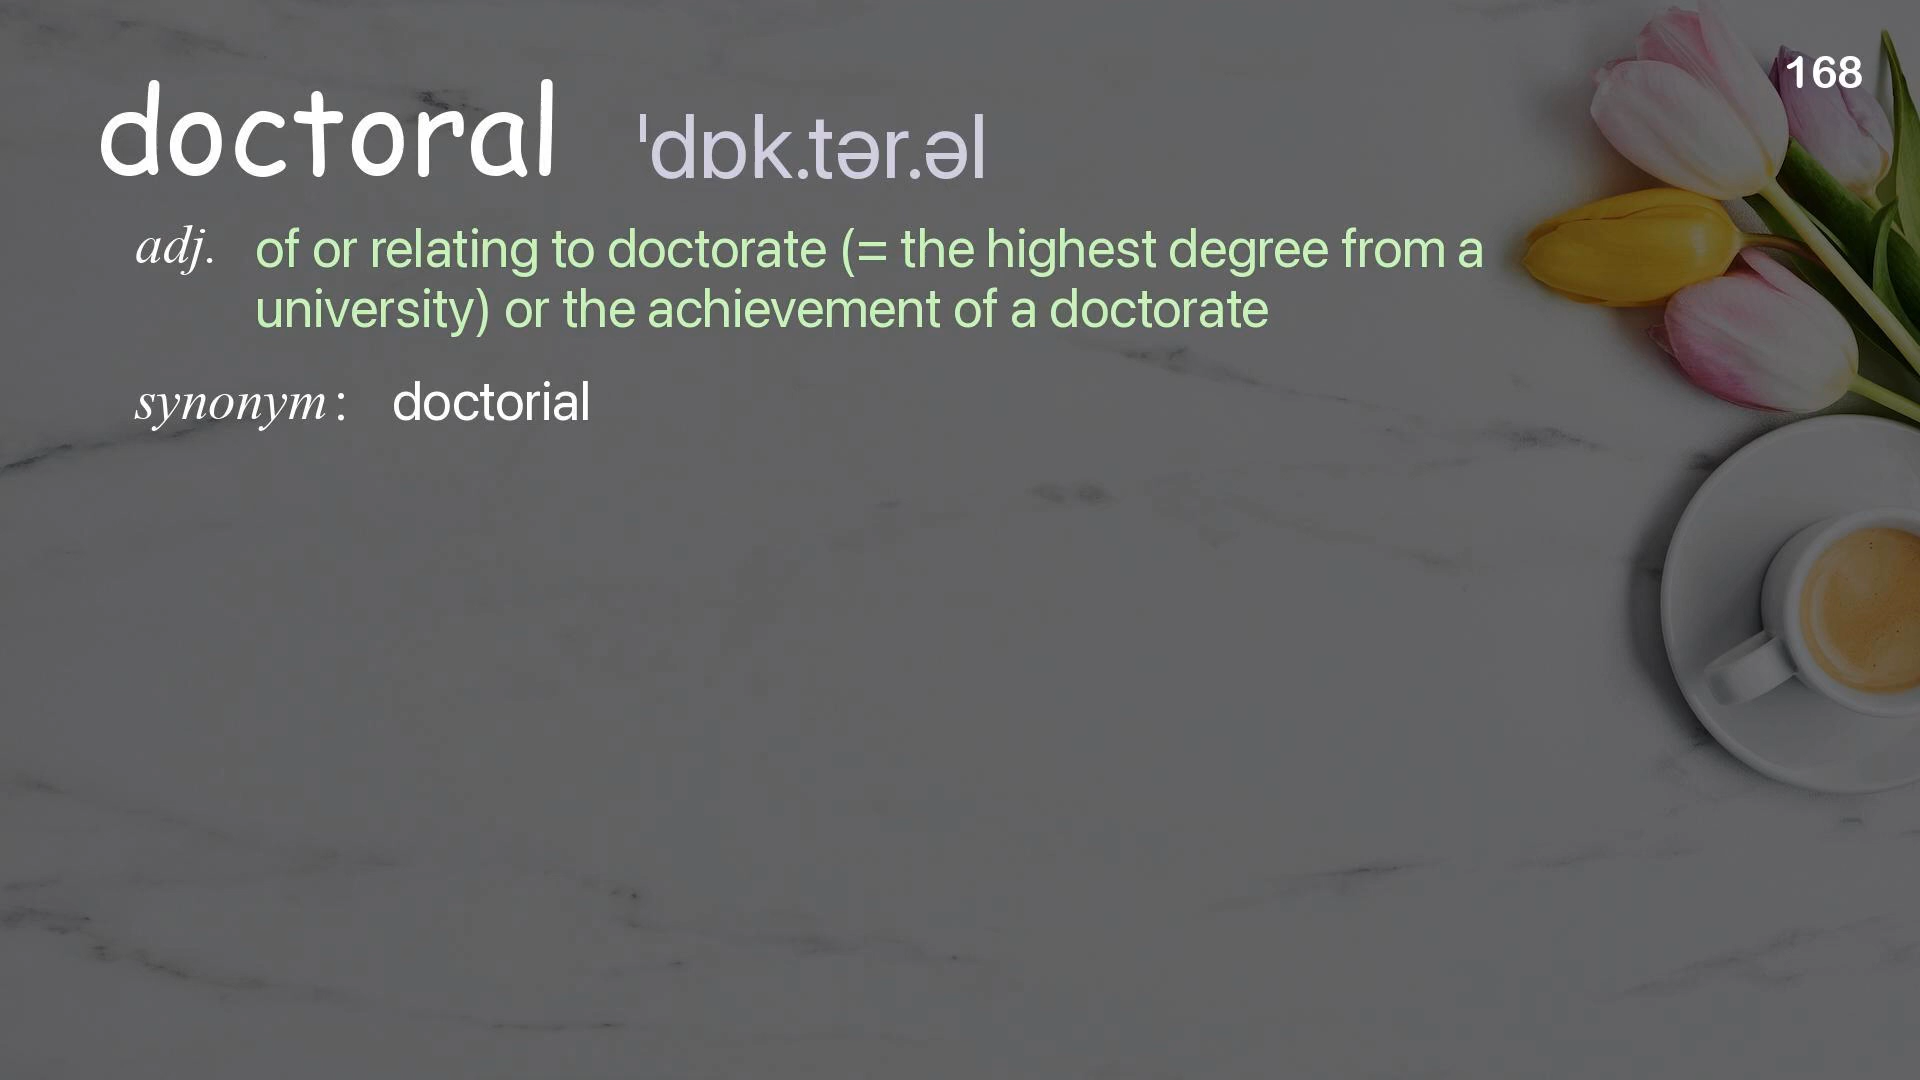 168
doctoral ˈdɒk.tər.əl
adj. of or relating to doctorate (= the highest degree from a
university) or the achievement of a doctorate
synonym: doctorial